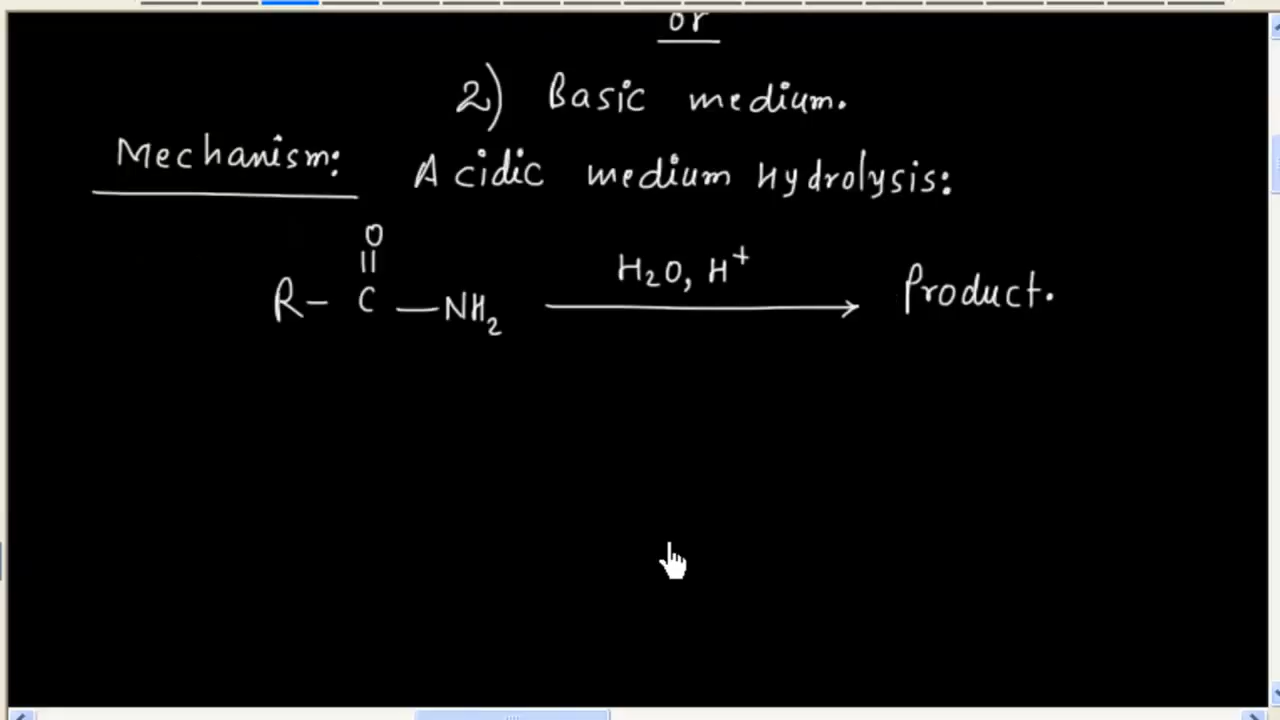 or
2) Basic medium.
Mechanism: Acidic medium Hydrolysis:
O
||
R– C —NH₂ H₂O, H⁺ → Product.